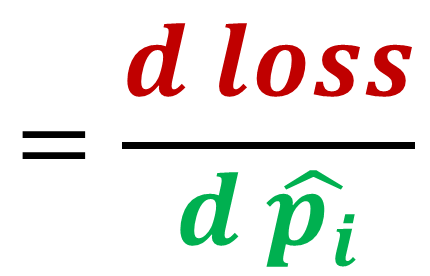 d loss
=
d p̂ᵢ